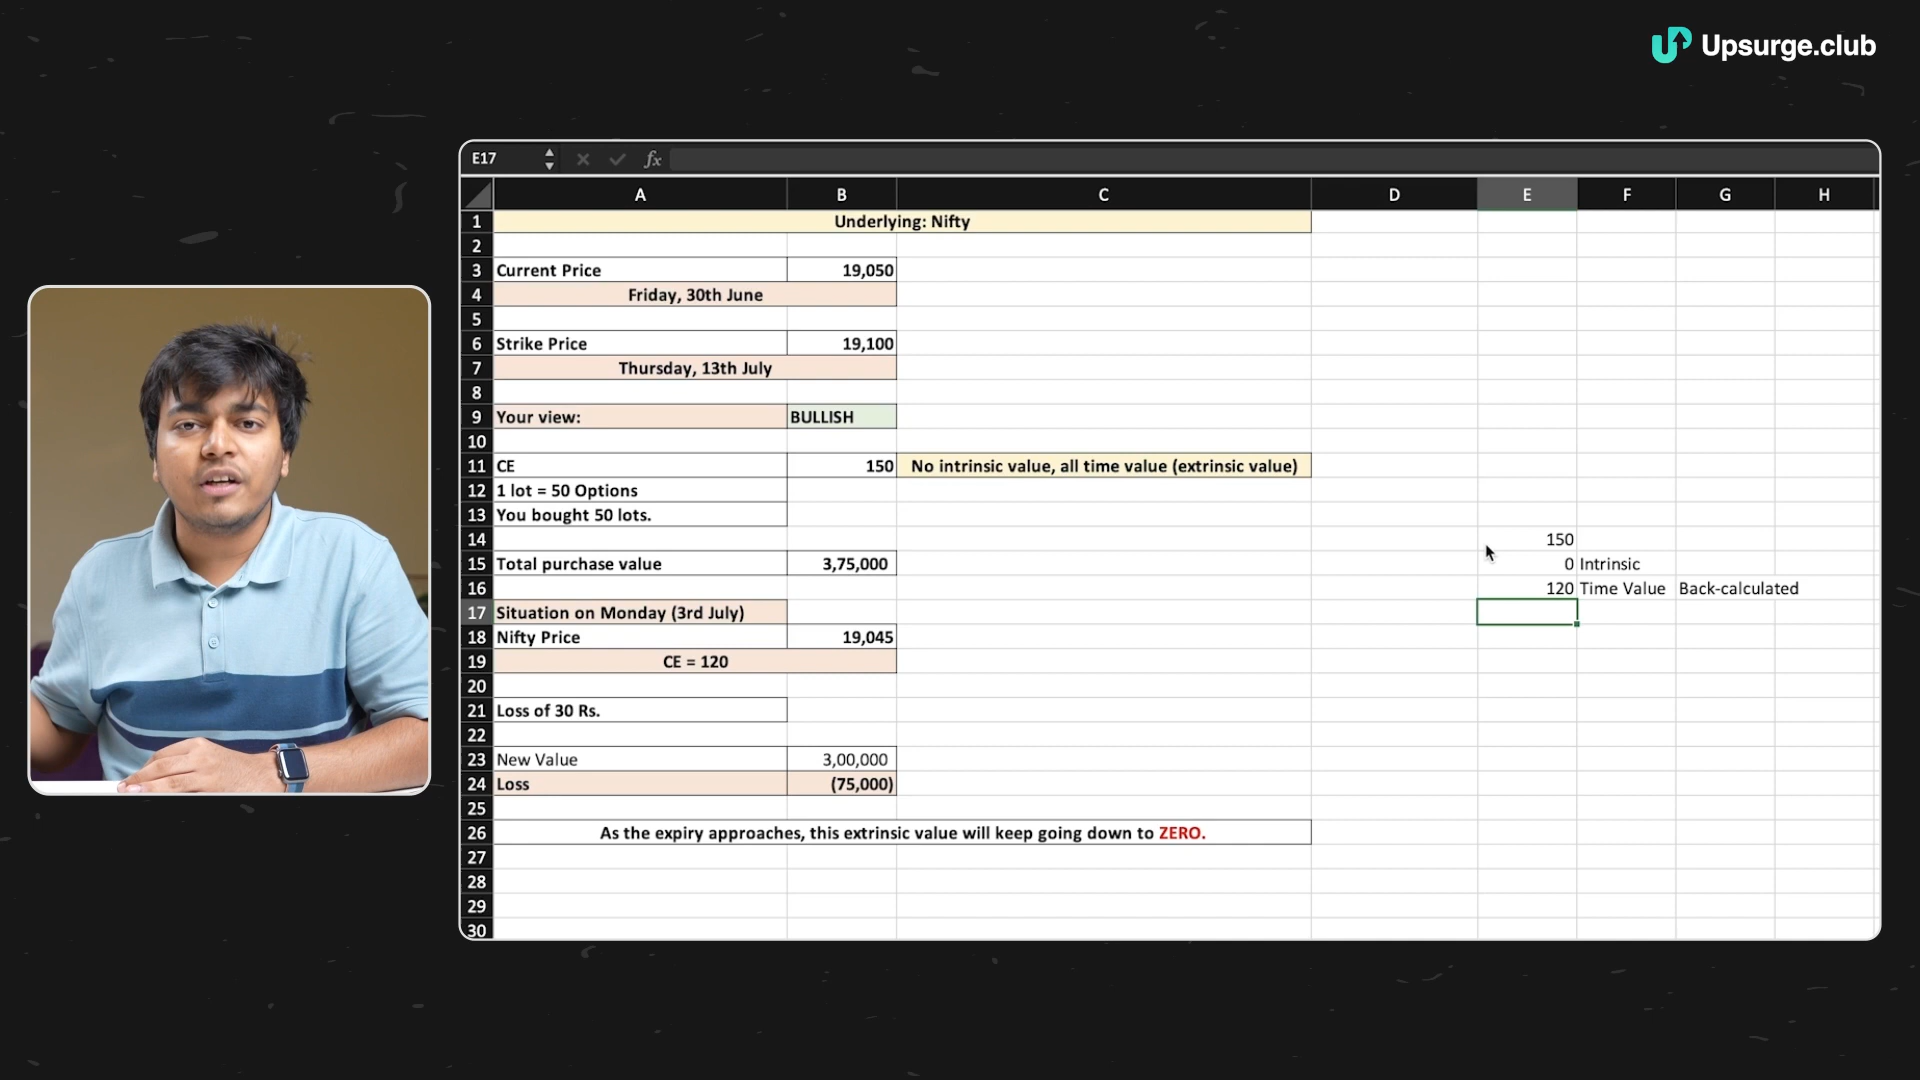 Upsurge.club
E17 fx
A B C D E F G H
1 Underlying: Nifty
2
3 Current Price 19,050
4 Friday, 30th June
5
6 Strike Price 19,100
7 Thursday, 13th July
8
9 Your view: BULLISH
10
11 CE 150 No intrinsic value, all time value (extrinsic value)
12 1 lot = 50 Options
13 You bought 50 lots.
14 150
15 Total purchase value 3,75,000 0 Intrinsic
16 120 Time Value Back-calculated
17 Situation on Monday (3rd July)
18 Nifty Price 19,045
19 CE = 120
20
21 Loss of 30 Rs.
22
23 New Value 3,00,000
24 Loss (75,000)
25
26 As the expiry approaches, this extrinsic value will keep going down to ZERO.
27
28
29
30